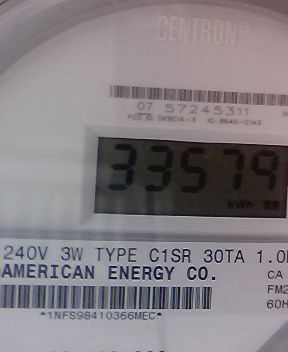 CENTRON®
07 57245311
33579
kWh
240V 3W TYPE C1SR 30TA 1.0
AMERICAN ENERGY CO.
CA
FM2
60H
*1NFS98410366MEC*